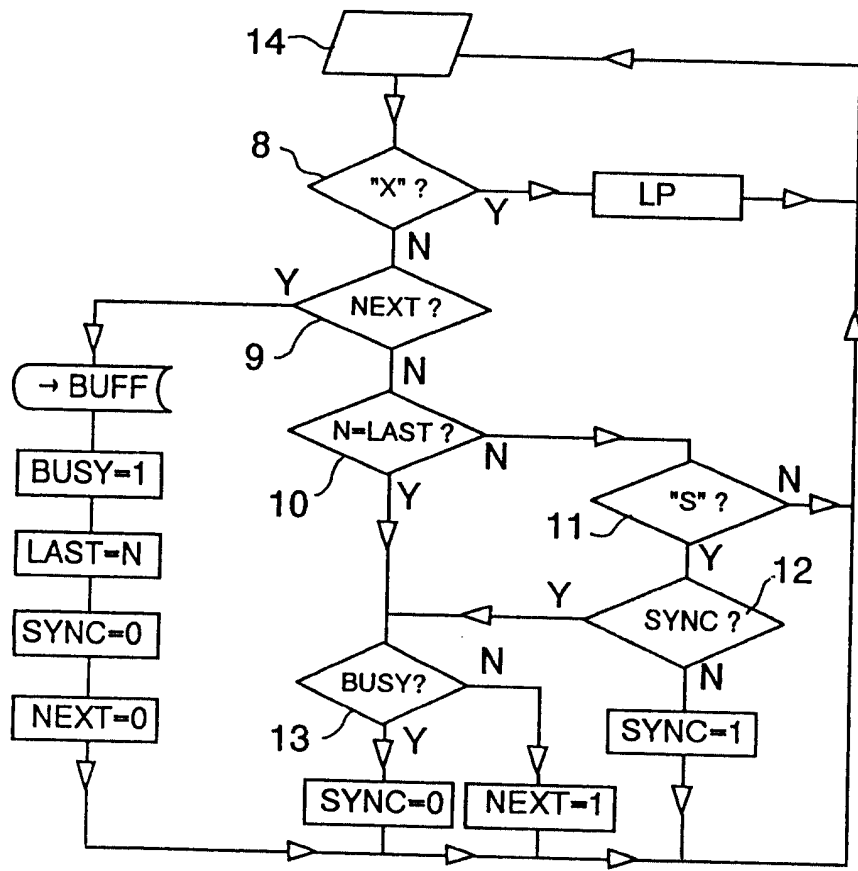 14
8
"X" ?
Y
LP
N
Y
NEXT ?
9
N
→ BUFF
N=LAST ?
N
10
Y
BUSY=1
"S" ?
N
11
Y
LAST=N
12
Y
SYNC ?
N
SYNC=0
BUSY?
N
13
Y
NEXT=0
SYNC=1
SYNC=0
NEXT=1